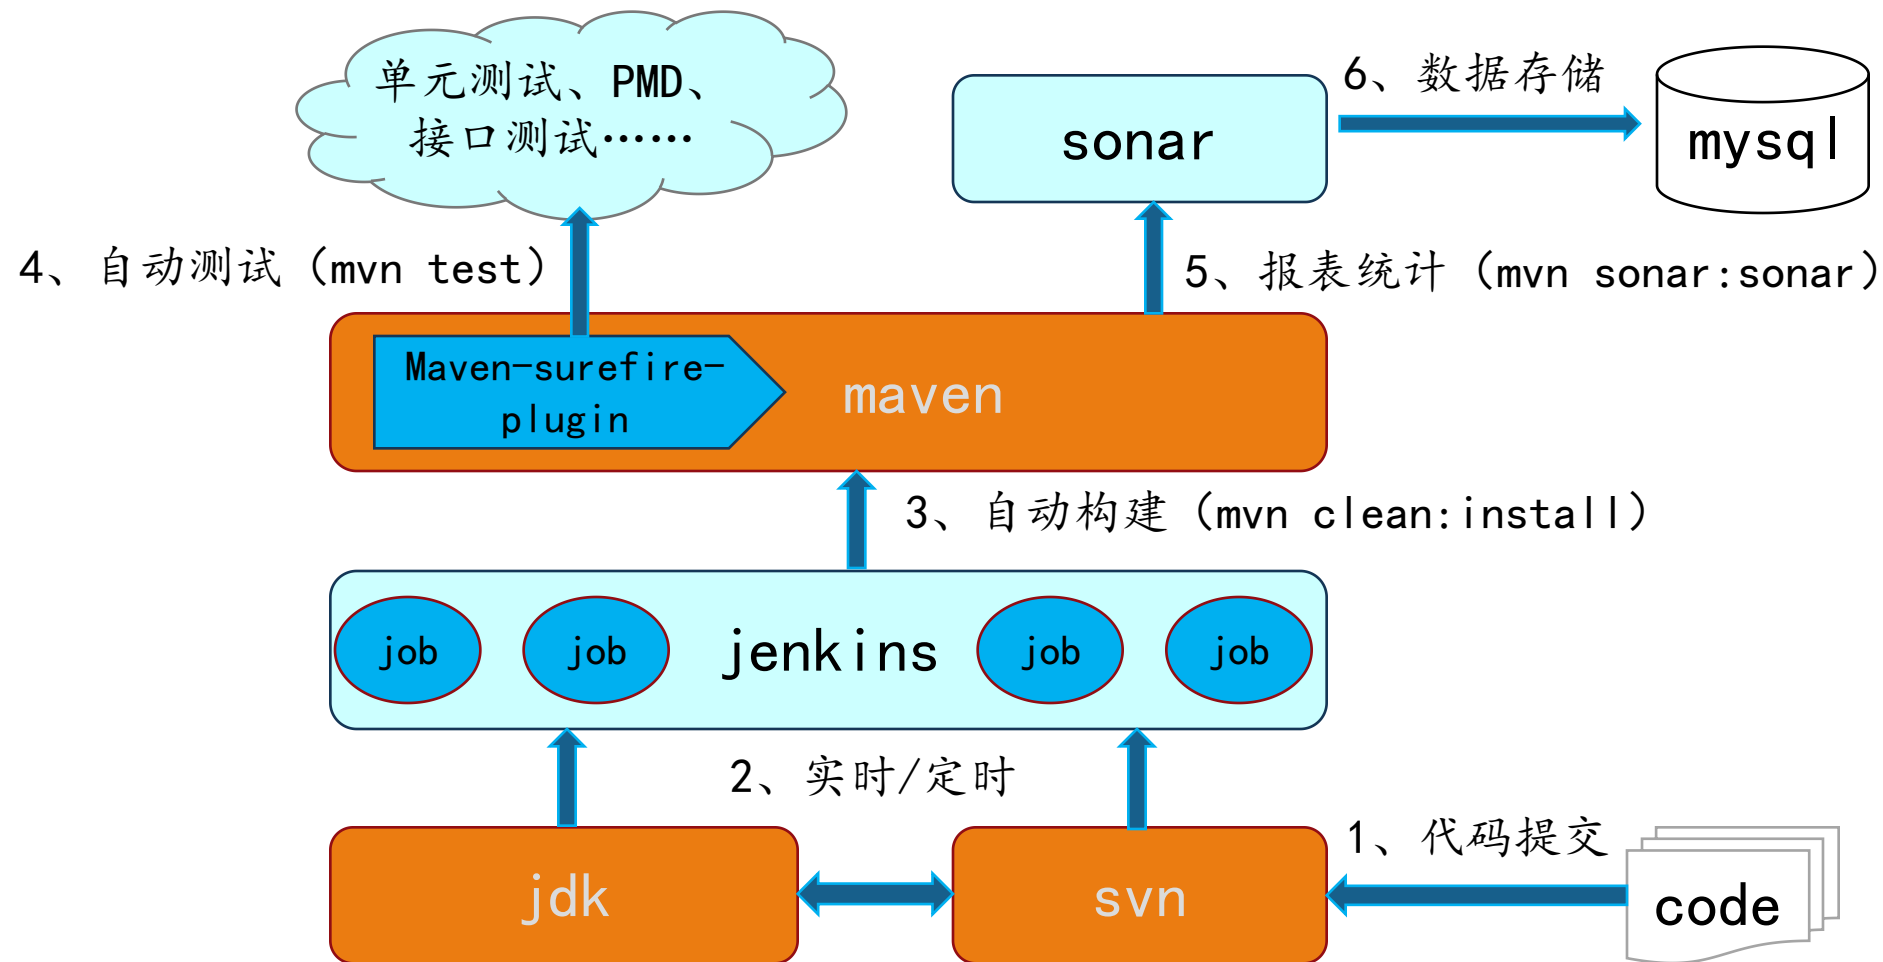 单元测试、PMD、
接口测试……
sonar
6、数据存储
mysql
4、自动测试（mvn test）
5、报表统计（mvn sonar:sonar）
Maven-surefire-
plugin
maven
3、自动构建（mvn clean:install）
job
job
jenkins
job
job
2、实时/定时
1、代码提交
jdk
svn
code